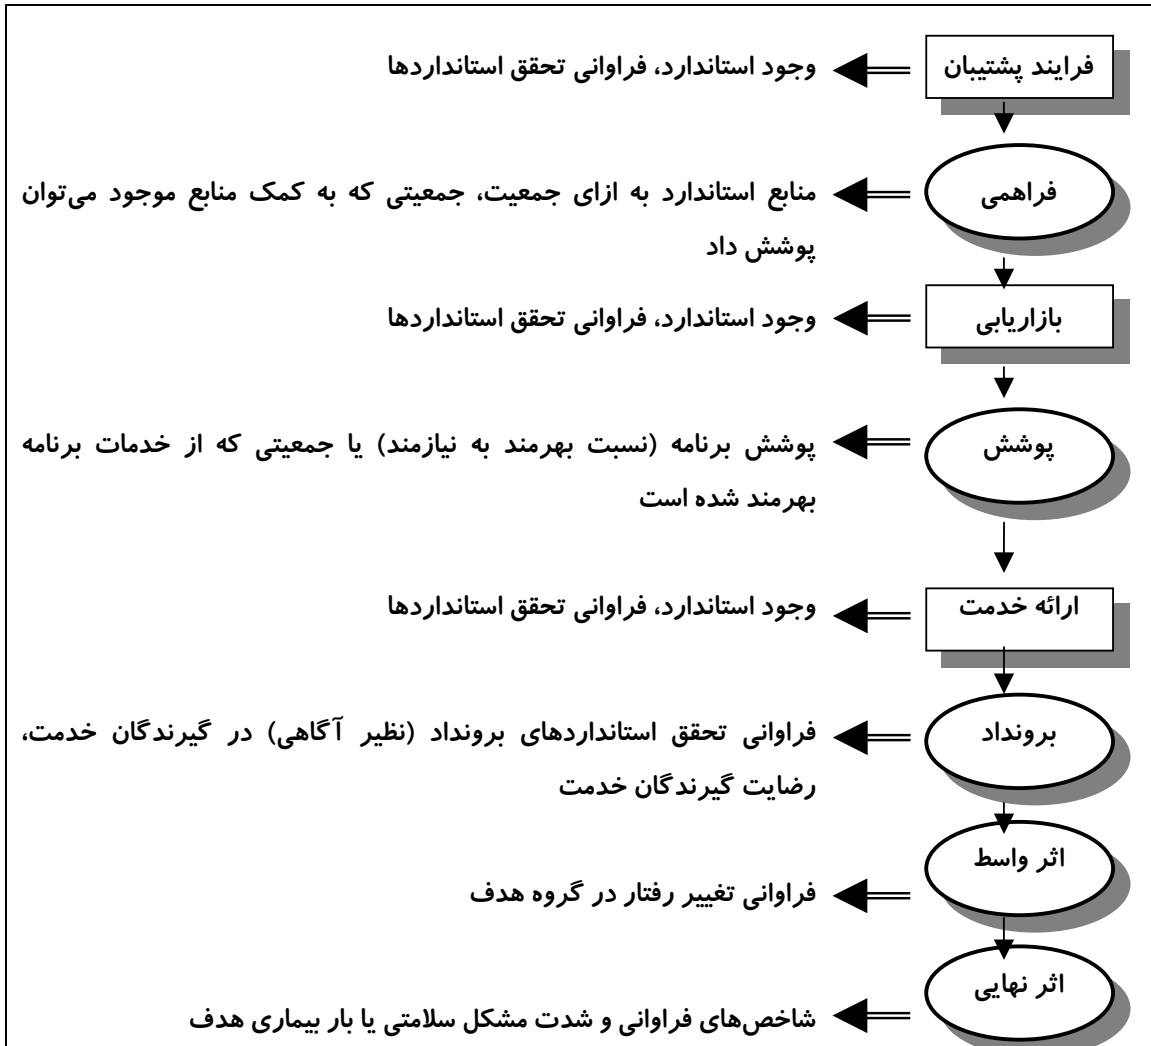 فرایند پشتیبان
وجود استاندارد، فراوانی تحقق استانداردها
فراهمی
منابع استاندارد به ازای جمعیت، جمعیتی که به کمک منابع موجود می‌توان
پوشش داد
بازاریابی
وجود استاندارد، فراوانی تحقق استانداردها
پوشش
پوشش برنامه (نسبت بهرمند به نیازمند) یا جمعیتی که از خدمات برنامه
بهرمند شده است
ارائه خدمت
وجود استاندارد، فراوانی تحقق استانداردها
برونداد
فراوانی تحقق استانداردهای برونداد (نظیر آگاهی) در گیرندگان خدمت،
رضایت گیرندگان خدمت
اثر واسط
فراوانی تغییر رفتار در گروه هدف
اثر نهایی
شاخص‌های فراوانی و شدت مشکل سلامتی یا بار بیماری هدف